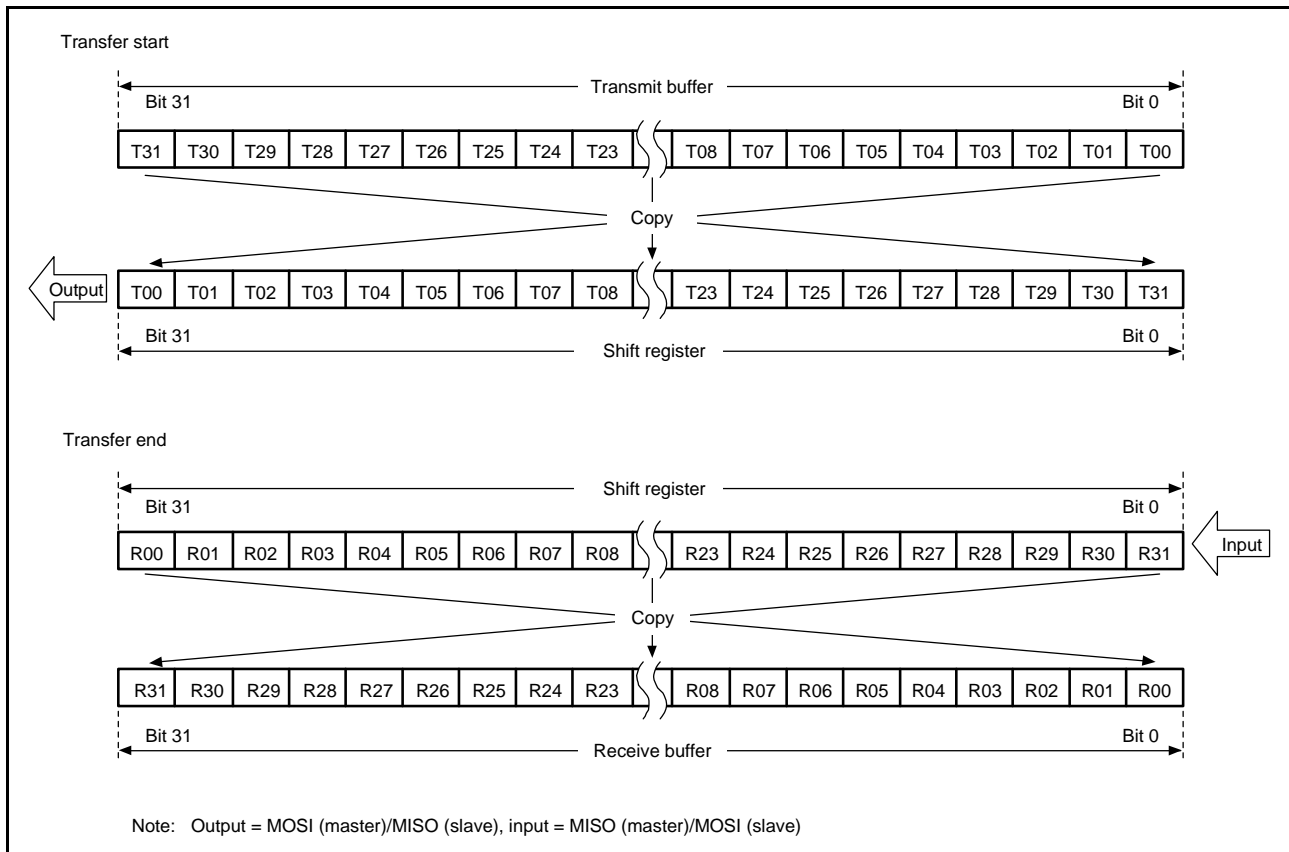 Transfer start
Transmit buffer
Bit 31 Bit 0
T31 T30 T29 T28 T27 T26 T25 T24 T23 T08 T07 T06 T05 T04 T03 T02 T01 T00
Copy
Output T00 T01 T02 T03 T04 T05 T06 T07 T08 T23 T24 T25 T26 T27 T28 T29 T30 T31
Bit 31 Bit 0
Shift register
Transfer end
Shift register
Bit 31 Bit 0
R00 R01 R02 R03 R04 R05 R06 R07 R08 R23 R24 R25 R26 R27 R28 R29 R30 R31 Input
Copy
R31 R30 R29 R28 R27 R26 R25 R24 R23 R08 R07 R06 R05 R04 R03 R02 R01 R00
Bit 31 Bit 0
Receive buffer
Note: Output = MOSI (master)/MISO (slave), input = MISO (master)/MOSI (slave)